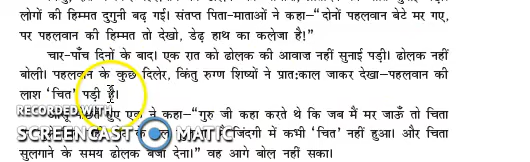 लोगों की हिम्मत दुगुनी बढ़ गई। संतप्त पिता-माताओं ने कहा—“दोनों पहलवान बेटे मर गए,
पर पहलवान की हिम्मत तो देखो, डेढ़ हाथ का कलेजा है!”
चार-पाँच दिनों के बाद। एक रात को ढोलक की आवाज़ नहीं सुनाई पड़ी। ढोलक नहीं
बोली। पहलवान के कुछ दिलेर, किंतु रुग्ण शिष्यों ने प्रात:काल जाकर देखा—पहलवान की
लाश ‘चित’ पड़ी है।
हुए एक ने कहा—“गुरु जी कहा करते थे कि जब मैं मर जाऊँ तो चिता
जिंदगी में कभी ‘चित’ नहीं हुआ। और चिता
सुलगाने के समय ढोलक बजा देना।” वह आगे बोल नहीं सका।
RECORDED WITH
SCREENCAST MATIC